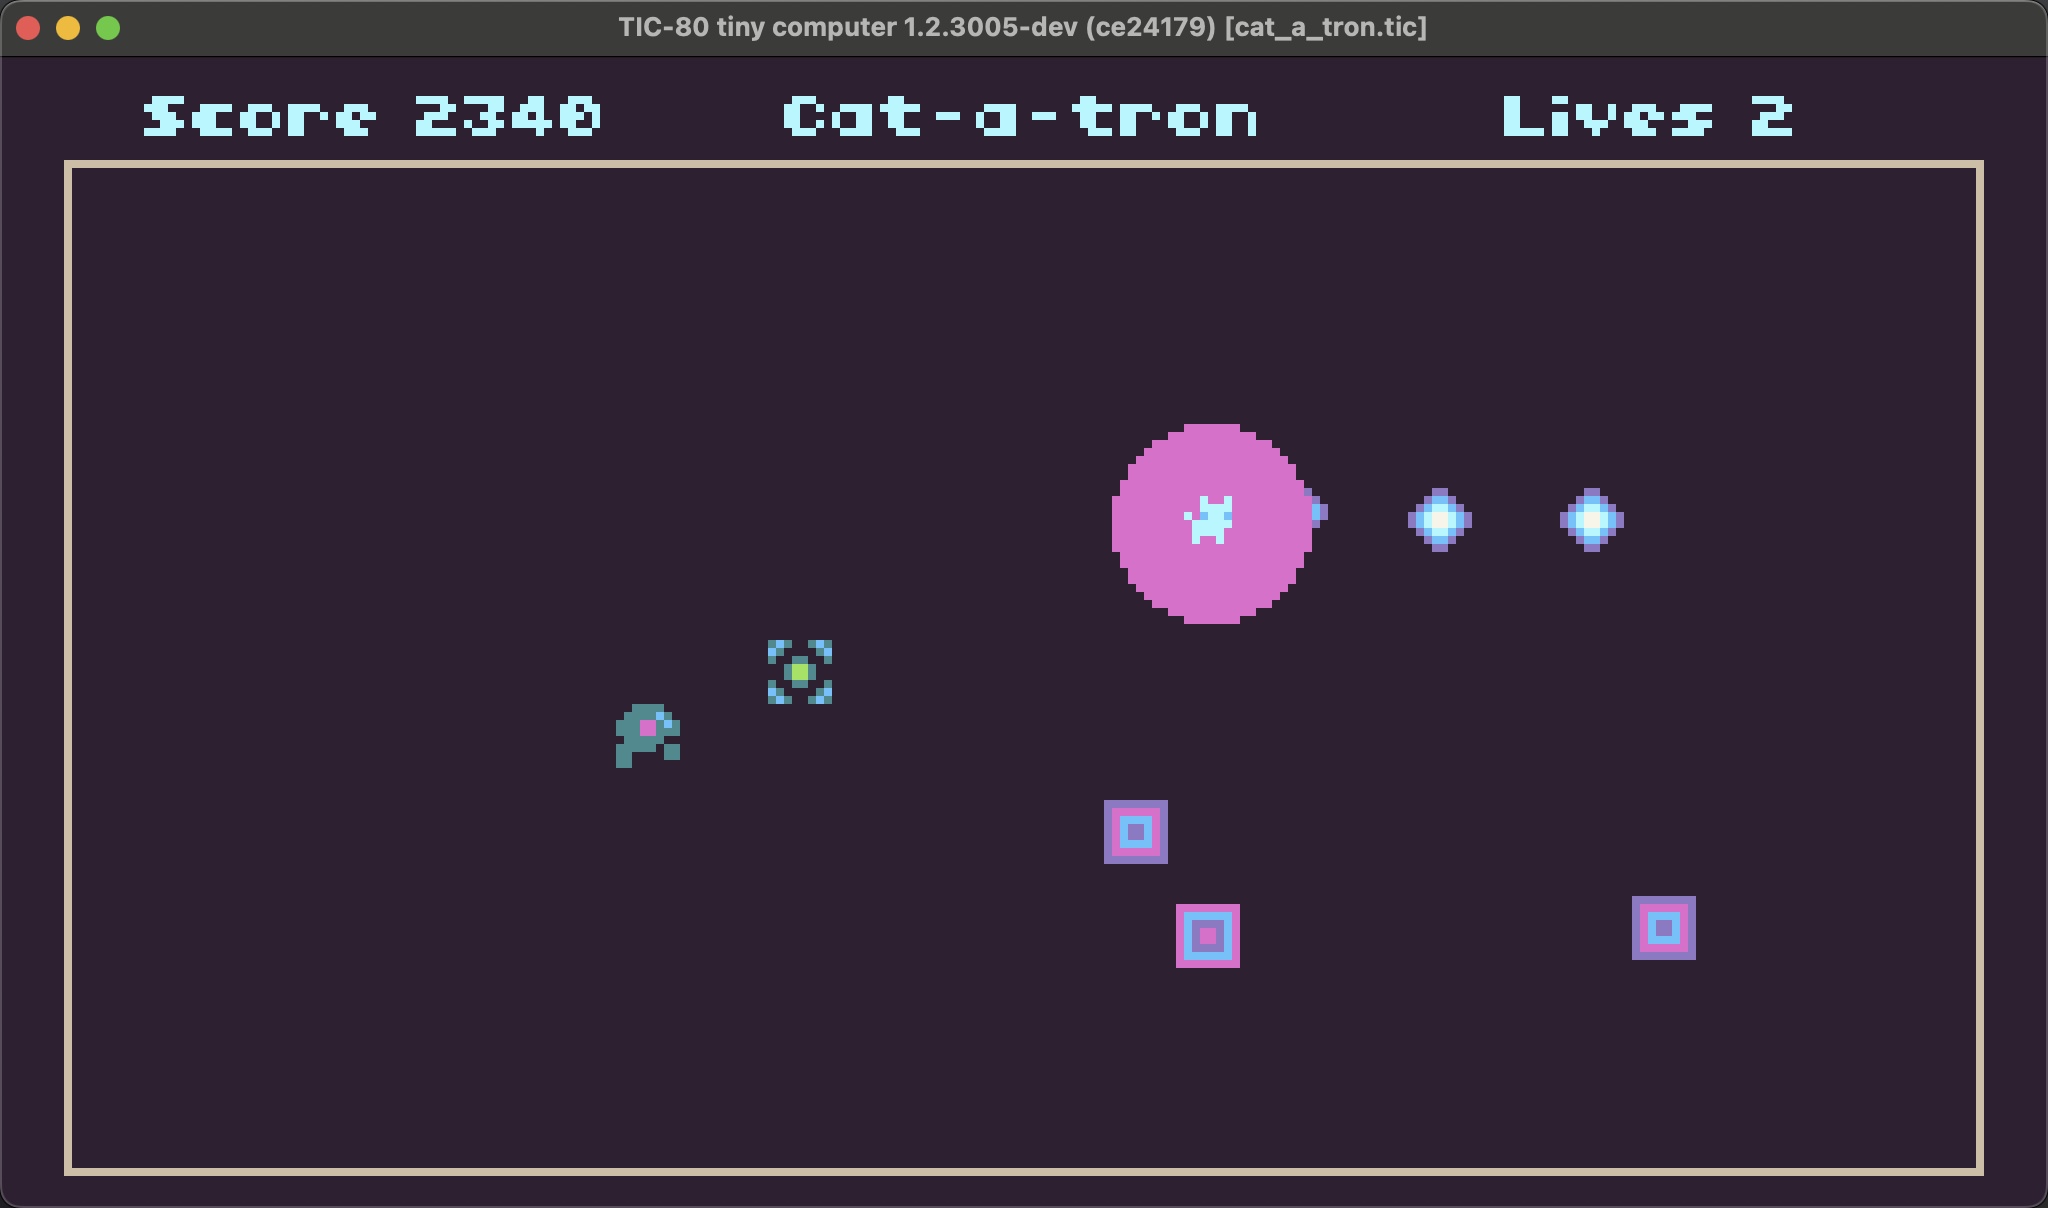 TIC-80 tiny computer 1.2.3005-dev (ce24179) [cat_a_tron.tic]
Score 2340 Cat-a-tron Lives 2